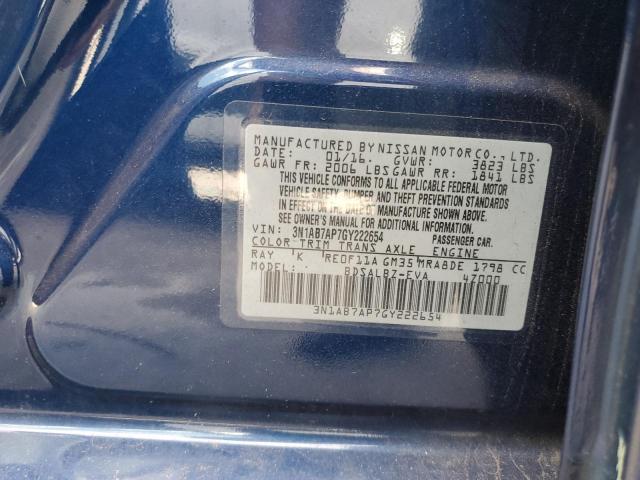 MANUFACTURED BY NISSAN MOTOR CO., LTD.
DATE: 01/16. GVWR: 3823 LBS
GAWR FR: 2006 LBS GAWR RR: 1841 LBS
THIS VEHICLE CONFORMS TO ALL APPLICABLE FEDERAL MOTOR
VEHICLE SAFETY, BUMPER AND THEFT PREVENTION STANDARDS
IN EFFECT ON THE DATE OF MANUFACTURE SHOWN ABOVE.
SEE OWNER'S MANUAL FOR ADDITIONAL INFORMATION.
VIN: 3N1AB7AP7GY222654 PASSENGER CAR
COLOR TRIM TRANS AXLE ENGINE
RAY K RE0F11A GM35 MRA8DE 1798 CC
MODEL: BDSALBZ-EVA 47000
3N1AB7AP7GY222654